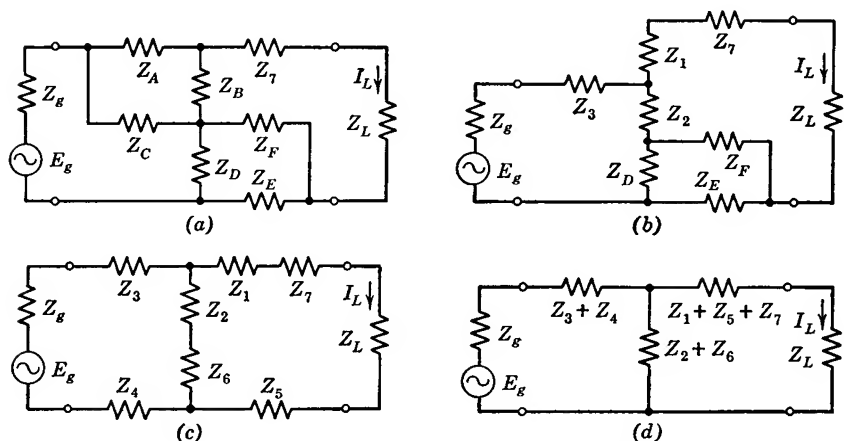 Z_A
Z_7
Z_g
Z_B
I_L
Z_C
Z_F
Z_L
E_g
Z_D
Z_E
(a)
Z_7
Z_1
I_L
Z_3
Z_g
Z_2
Z_L
Z_F
E_g
Z_D
Z_E
(b)
Z_3
Z_1
Z_7
I_L
Z_g
Z_2
Z_L
E_g
Z_6
Z_4
Z_5
(c)
Z_3 + Z_4
Z_1 + Z_5 + Z_7
I_L
Z_g
Z_2 + Z_6
Z_L
E_g
(d)